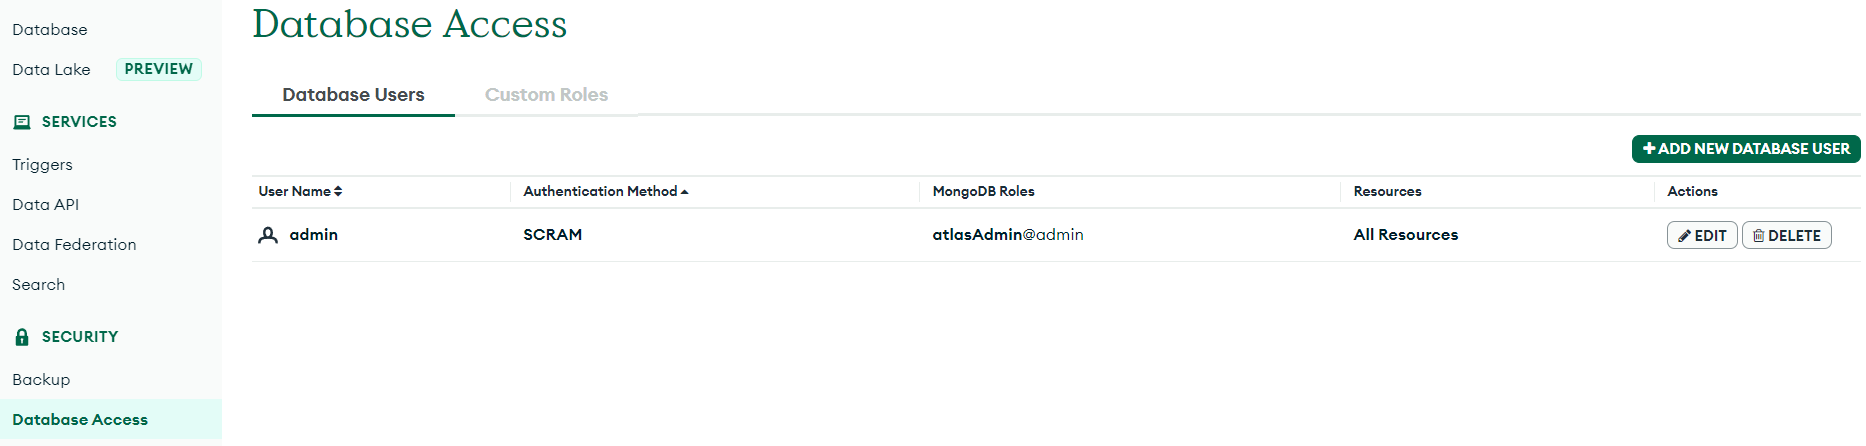 Database
Data Lake PREVIEW
SERVICES
Triggers
Data API
Data Federation
Search
SECURITY
Backup
Database Access
Database Access
Database Users Custom Roles
ADD NEW DATABASE USER
User Name Authentication Method MongoDB Roles Resources Actions
admin SCRAM atlasAdmin@admin All Resources EDIT DELETE